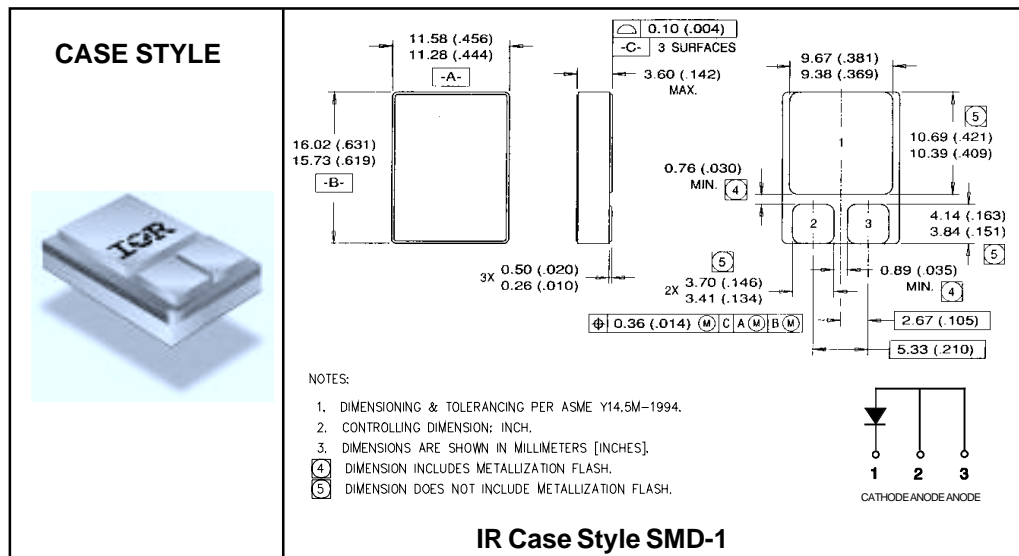 CASE STYLE
IOR
11.58 (.456)
11.28 (.444)
-A-
16.02 (.631)
15.73 (.619)
-B-
0.10 (.004)
-C- 3 SURFACES
3.60 (.142)
MAX.
3X 0.50 (.020)
0.26 (.010)
9.67 (.381)
9.38 (.369)
1
5
10.69 (.421)
10.39 (.409)
0.76 (.030)
MIN. 4
2
3
4.14 (.163)
3.84 (.151)
5
5
2X 3.70 (.146)
3.41 (.134)
0.89 (.035)
MIN. 4
0.36 (.014) M C A M B M
2.67 (.105)
5.33 (.210)
NOTES:
1. DIMENSIONING & TOLERANCING PER ASME Y14.5M-1994.
2. CONTROLLING DIMENSION: INCH.
3. DIMENSIONS ARE SHOWN IN MILLIMETERS [INCHES].
4 DIMENSION INCLUDES METALLIZATION FLASH.
5 DIMENSION DOES NOT INCLUDE METALLIZATION FLASH.
1 2 3
CATHODE ANODE ANODE
IR Case Style SMD-1